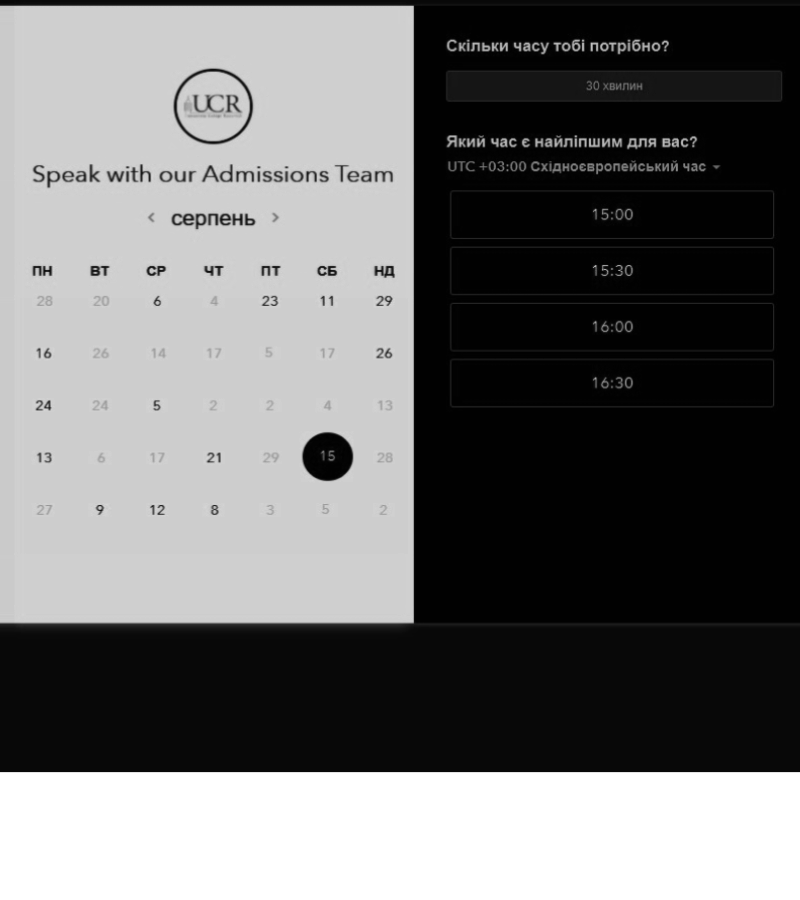 UCR
Speak with our Admissions Team
< серпень >
ПН ВТ СР ЧТ ПТ СБ НД
28 20 6 4 23 11 29
16 26 14 17 5 17 26
24 24 5 2 2 4 13
13 6 17 21 29 15 28
27 9 12 8 3 5 2
Скільки часу тобі потрібно?
30 хвилин
Який час є найліпшим для вас?
UTC +03:00 Східноєвропейський час
15:00
15:30
16:00
16:30